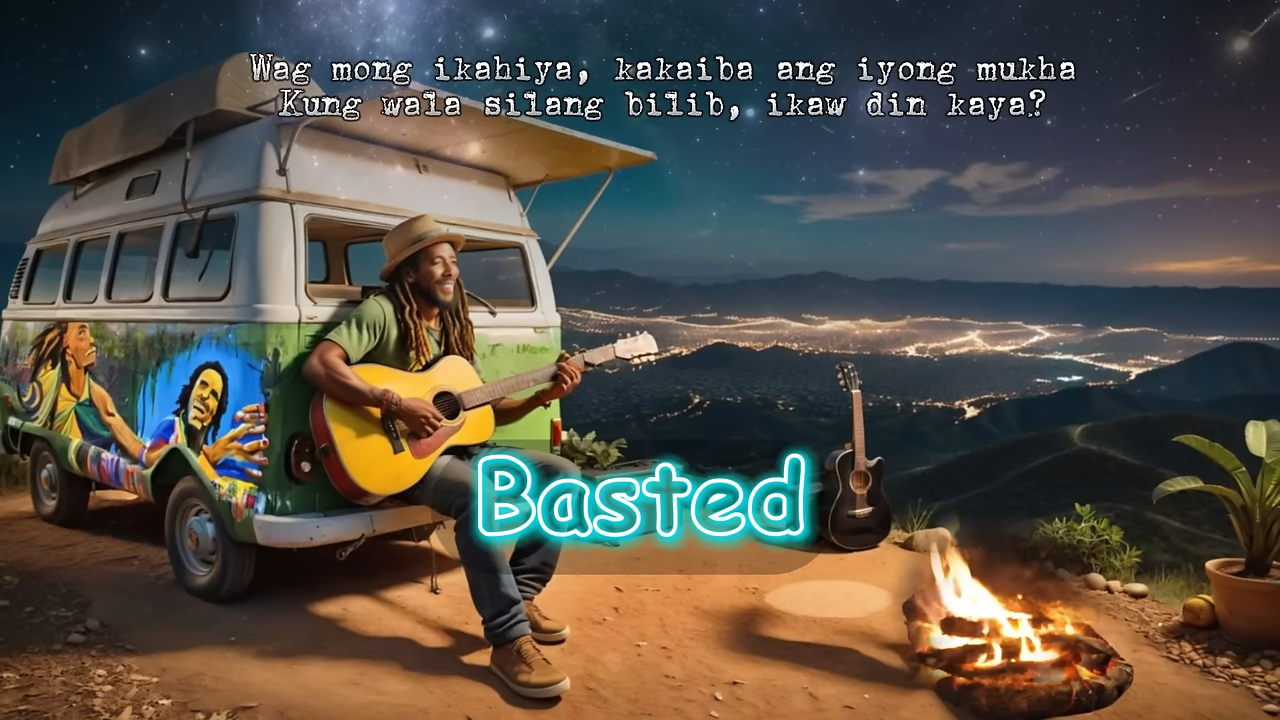 Wag mong ikahiya, kakaiba ang iyong mukha
Kung wala silang bilib, ikaw din kaya?
Basted